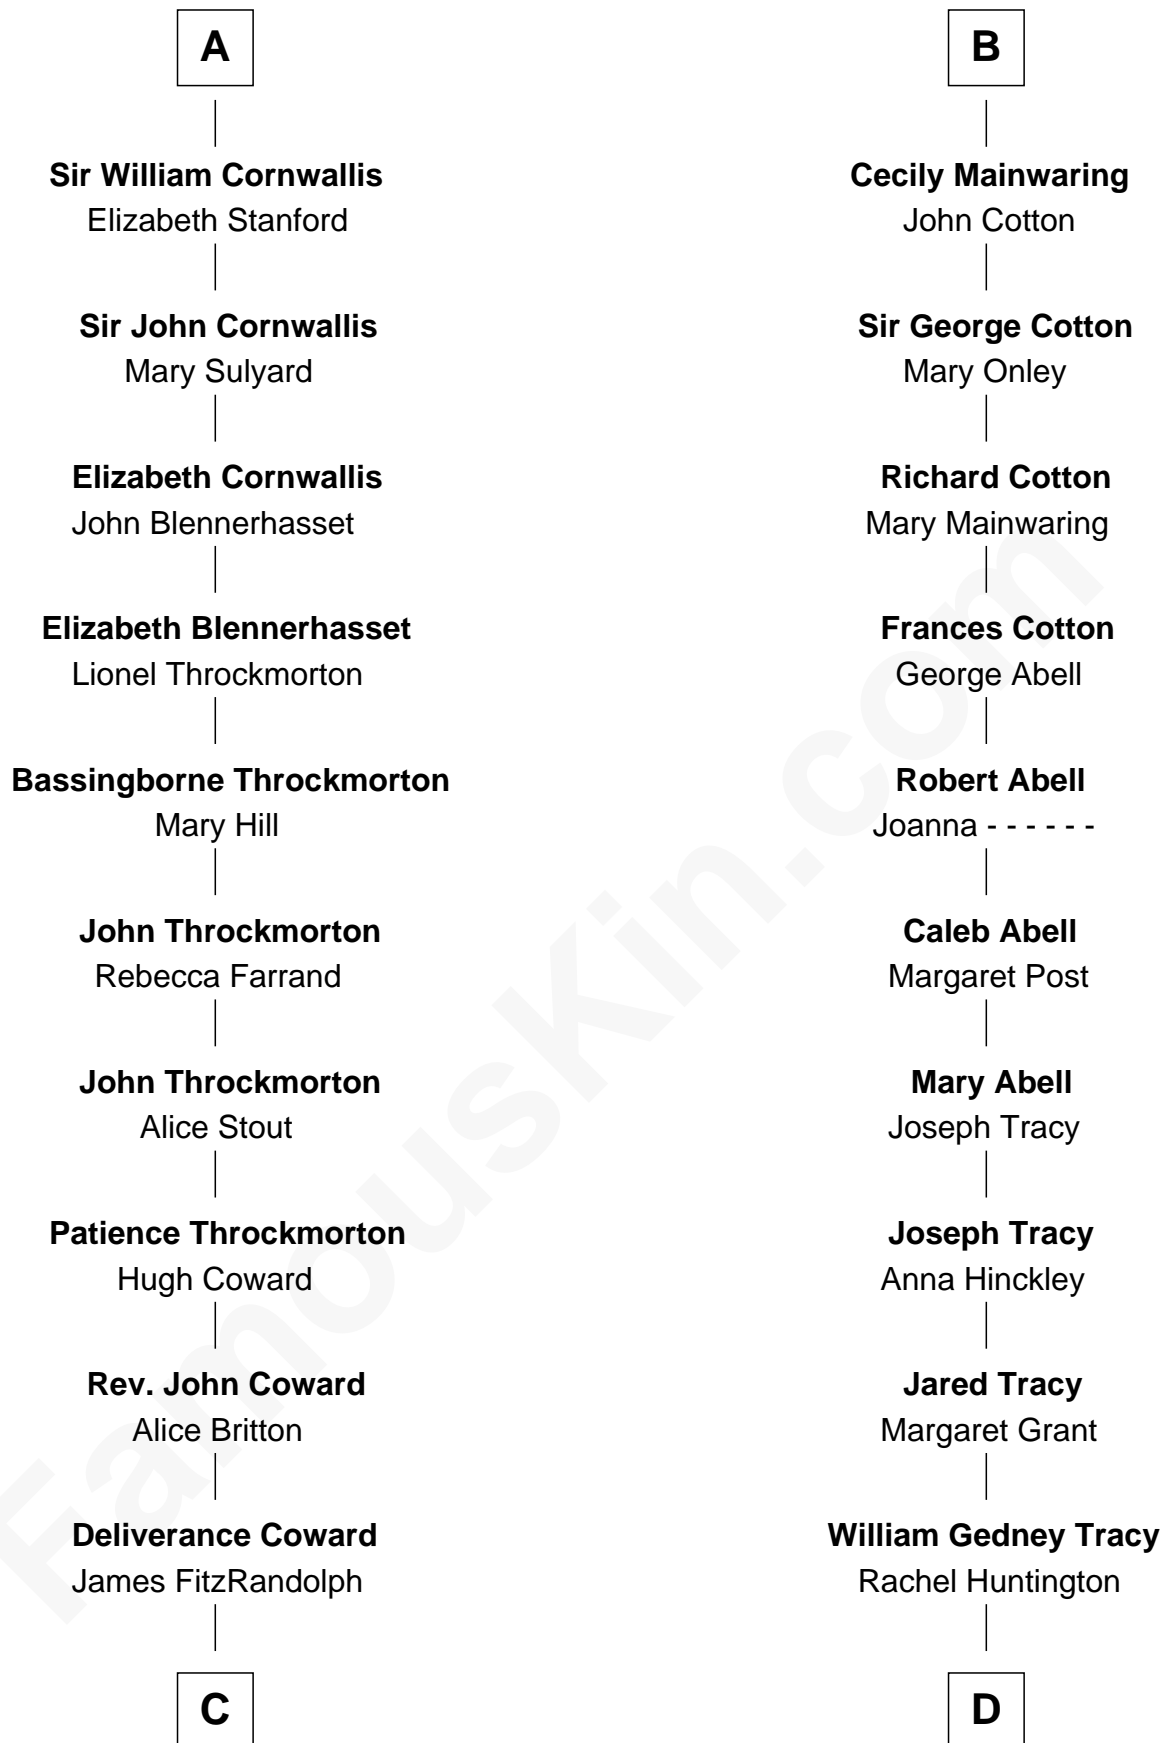 A
Sir William Cornwallis
Elizabeth Stanford
Sir John Cornwallis
Mary Sulyard
Elizabeth Cornwallis
John Blennerhasset
Elizabeth Blennerhasset
Lionel Throckmorton
Bassingborne Throckmorton
Mary Hill
John Throckmorton
Rebecca Farrand
John Throckmorton
Alice Stout
Patience Throckmorton
Hugh Coward
Rev. John Coward
Alice Britton
Deliverance Coward
James FitzRandolph
C
B
Cecily Mainwaring
John Cotton
Sir George Cotton
Mary Onley
Richard Cotton
Mary Mainwaring
Frances Cotton
George Abell
Robert Abell
Joanna - - - - - -
Caleb Abell
Margaret Post
Mary Abell
Joseph Tracy
Joseph Tracy
Anna Hinckley
Jared Tracy
Margaret Grant
William Gedney Tracy
Rachel Huntington
D
FamousKin.com